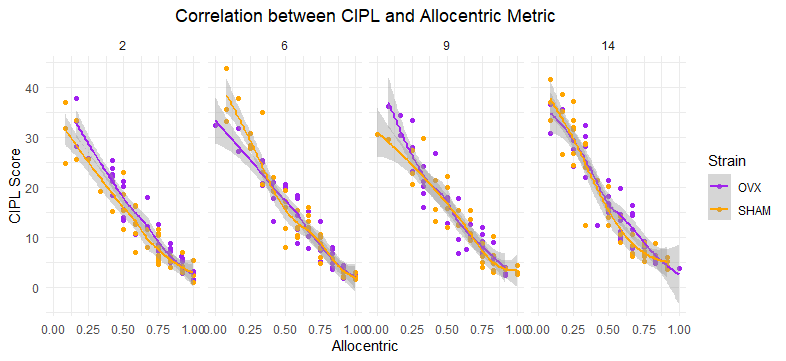 Correlation between CIPL and Allocentric Metric
2 6 9 14
CIPL Score
40
30
20
10
0
0.00 0.25 0.50 0.75 1.00 0.00 0.25 0.50 0.75 1.00 0.00 0.25 0.50 0.75 1.00 0.00 0.25 0.50 0.75 1.00
Allocentric
Strain
OVX
SHAM